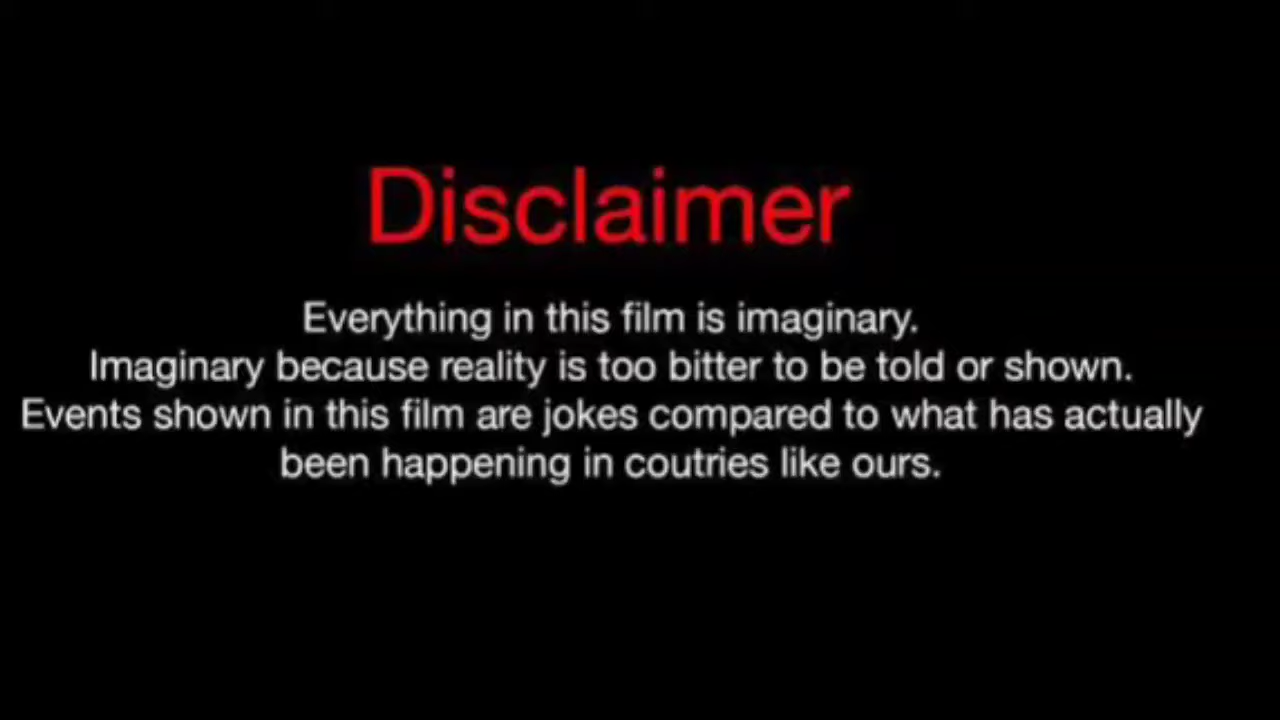 Disclaimer
Everything in this film is imaginary.
Imaginary because reality is too bitter to be told or shown.
Events shown in this film are jokes compared to what has actually
been happening in coutries like ours.